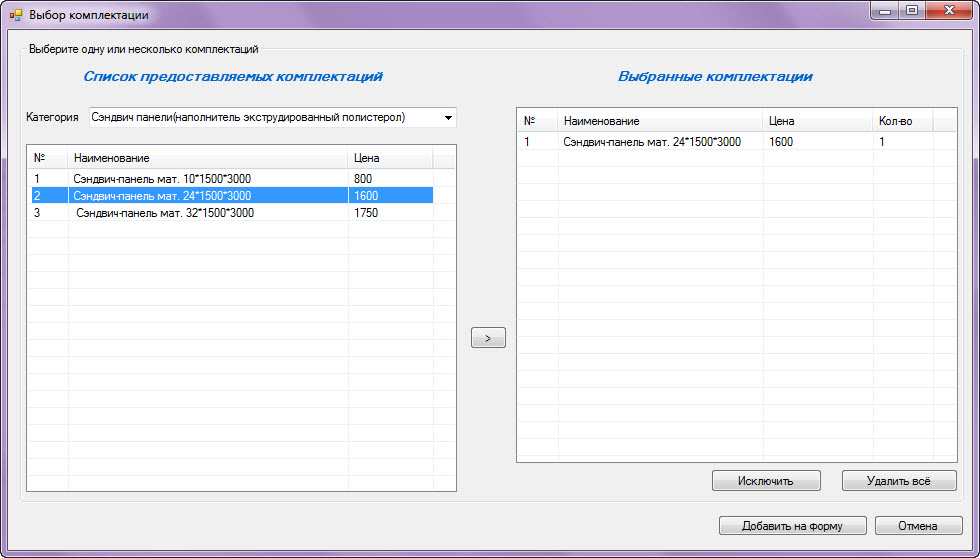 Выбор комплектации
Выберите одну или несколько комплектаций
Список предоставляемых комплектаций
Категория Сэндвич панели(наполнитель экструдированный полистерол)
№ Наименование Цена
1 Сэндвич-панель мат. 10*1500*3000 800
2 Сэндвич-панель мат. 24*1500*3000 1600
3 Сэндвич-панель мат. 32*1500*3000 1750
>
Выбранные комплектации
№ Наименование Цена Кол-во
1 Сэндвич-панель мат. 24*1500*3000 1600 1
Исключить Удалить всё
Добавить на форму Отмена